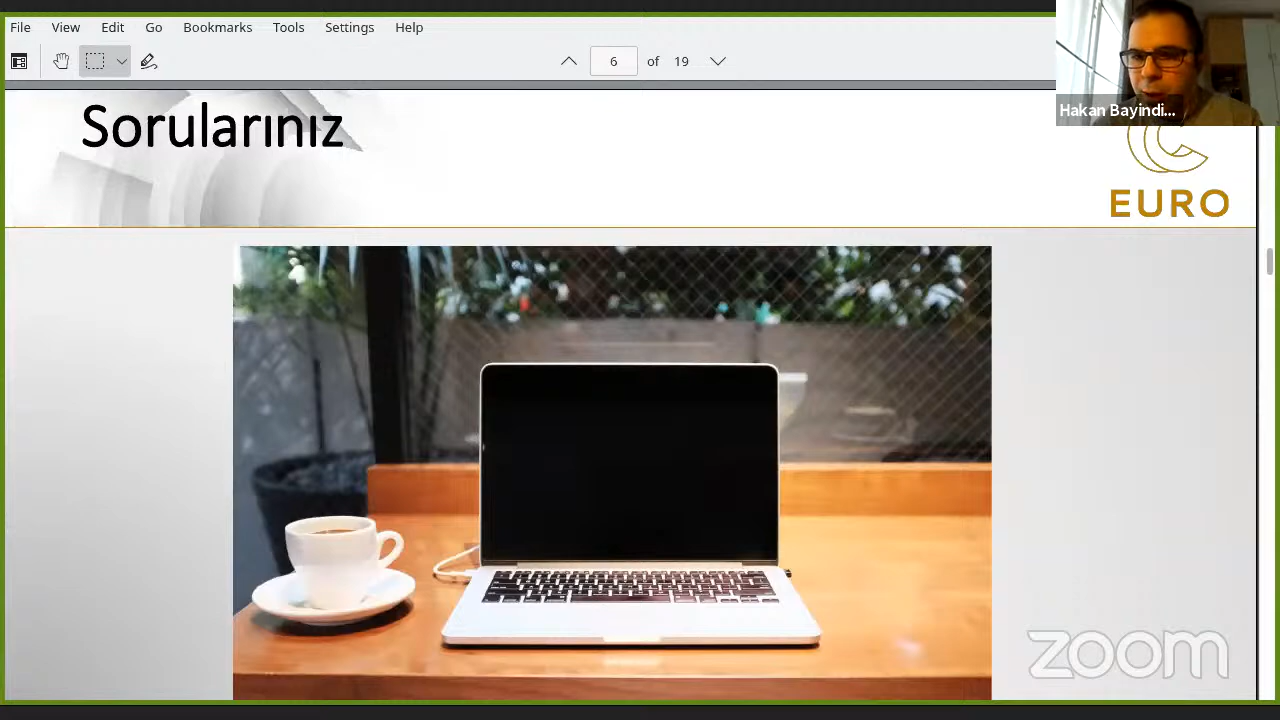 File View Edit Go Bookmarks Tools Settings Help
6 of 19
Hakan Bayindi...
Sorularınız
EURO
zoom